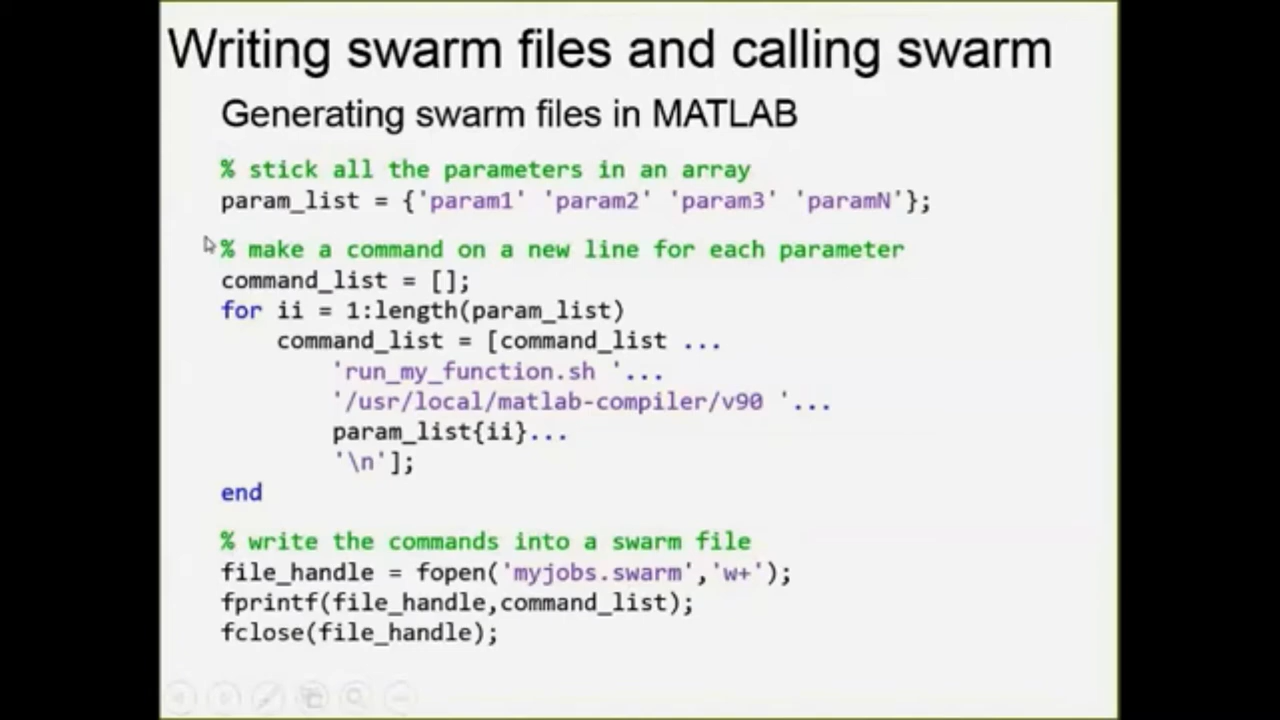 Writing swarm files and calling swarm
Generating swarm files in MATLAB
% stick all the parameters in an array
param_list = {'param1' 'param2' 'param3' 'paramN'};
% make a command on a new line for each parameter
command_list = [];
for ii = 1:length(param_list)
command_list = [command_list ...
'run_my_function.sh '...
'/usr/local/matlab-compiler/v90 '...
param_list{ii}...
'\n'];
end
% write the commands into a swarm file
file_handle = fopen('myjobs.swarm','w+');
fprintf(file_handle,command_list);
fclose(file_handle);